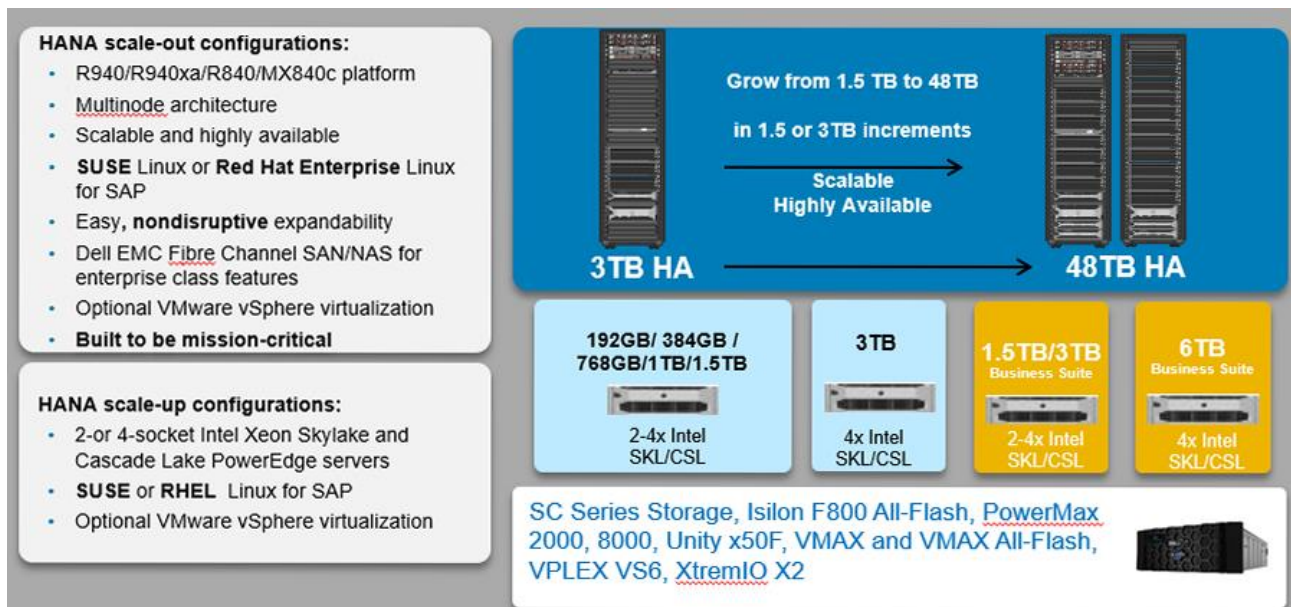 HANA scale-out configurations:
• R940/R940xa/R840/MX840c platform
• Multinode architecture
• Scalable and highly available
• SUSE Linux or Red Hat Enterprise Linux
for SAP
• Easy, nondisruptive expandability
• Dell EMC Fibre Channel SAN/NAS for
enterprise class features
• Optional VMware vSphere virtualization
• Built to be mission-critical
HANA scale-up configurations:
• 2-or 4-socket Intel Xeon Skylake and
Cascade Lake PowerEdge servers
• SUSE or RHEL Linux for SAP
• Optional VMware vSphere virtualization
Grow from 1.5 TB to 48TB
in 1.5 or 3TB increments
Scalable
Highly Available
3TB HA
48TB HA
192GB/ 384GB /
768GB/1TB/1.5TB
2-4x Intel
SKL/CSL
3TB
4x Intel
SKL/CSL
1.5TB/3TB
Business Suite
2-4x Intel
SKL/CSL
6TB
Business Suite
4x Intel
SKL/CSL
SC Series Storage, Isilon F800 All-Flash, PowerMax
2000, 8000, Unity x50F, VMAX and VMAX All-Flash,
VPLEX VS6, XtremIO X2